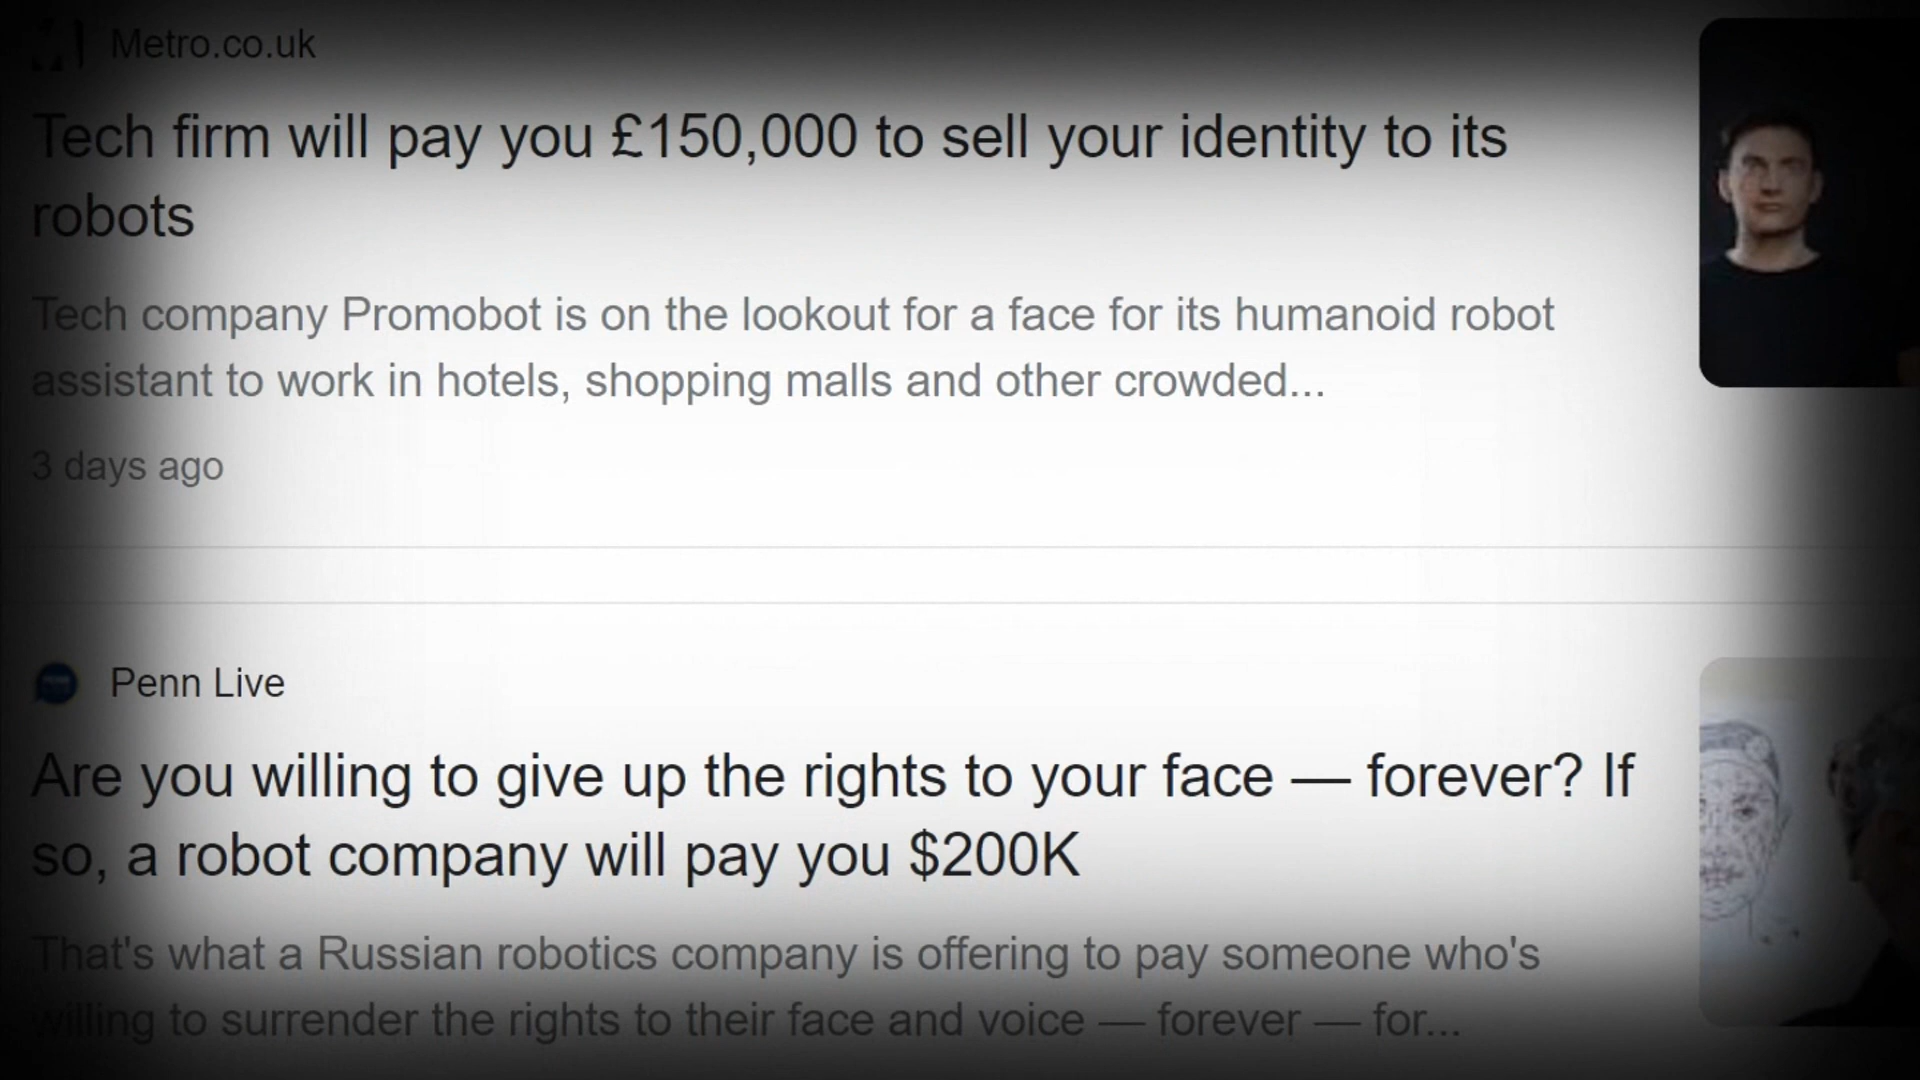 Metro.co.uk
Tech firm will pay you £150,000 to sell your identity to its
robots
Tech company Promobot is on the lookout for a face for its humanoid robot
assistant to work in hotels, shopping malls and other crowded...
3 days ago
Penn Live
Are you willing to give up the rights to your face — forever? If
so, a robot company will pay you $200K
That's what a Russian robotics company is offering to pay someone who's
willing to surrender the rights to their face and voice — forever — for...